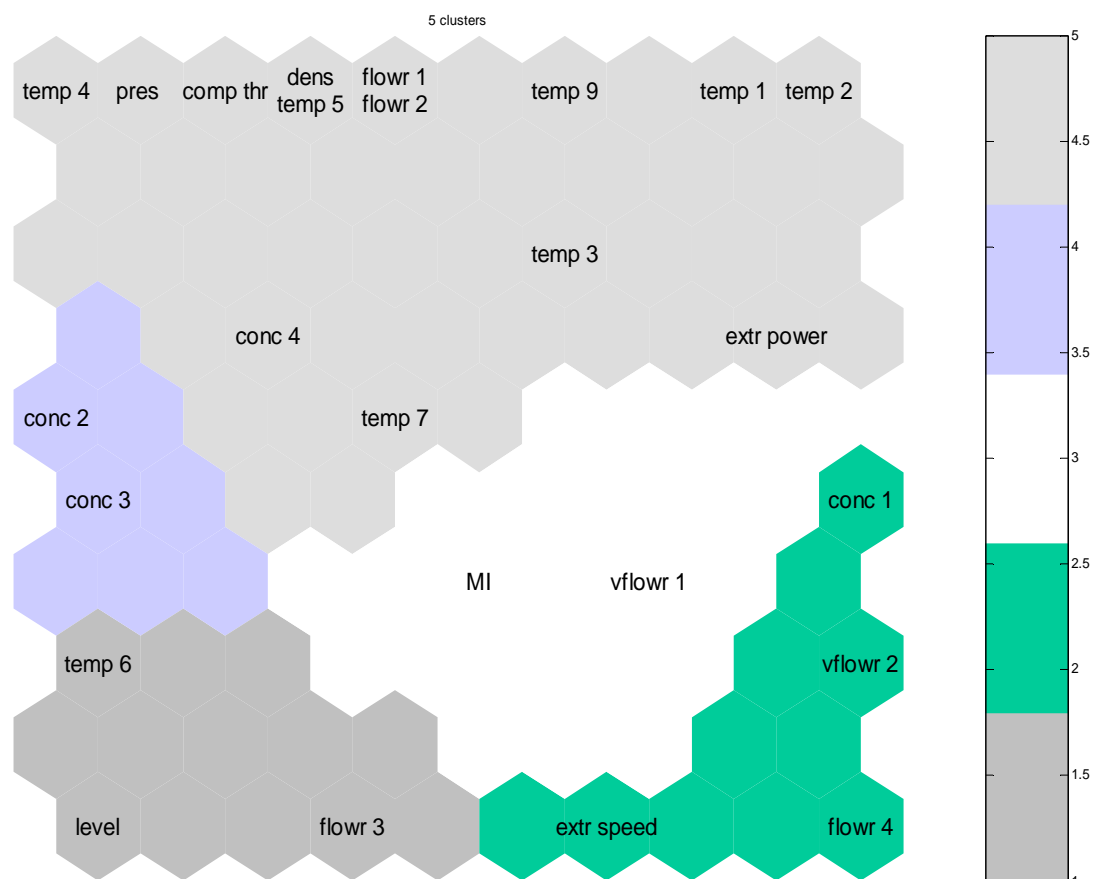 5 clusters
temp 4
pres
comp thr
dens
temp 5
flowr 1
flowr 2
temp 9
temp 1
temp 2
temp 3
conc 4
extr power
conc 2
temp 7
conc 3
conc 1
MI
vflowr 1
temp 6
vflowr 2
level
flowr 3
extr speed
flowr 4
5
4.5
4
3.5
3
2.5
2
1.5
1